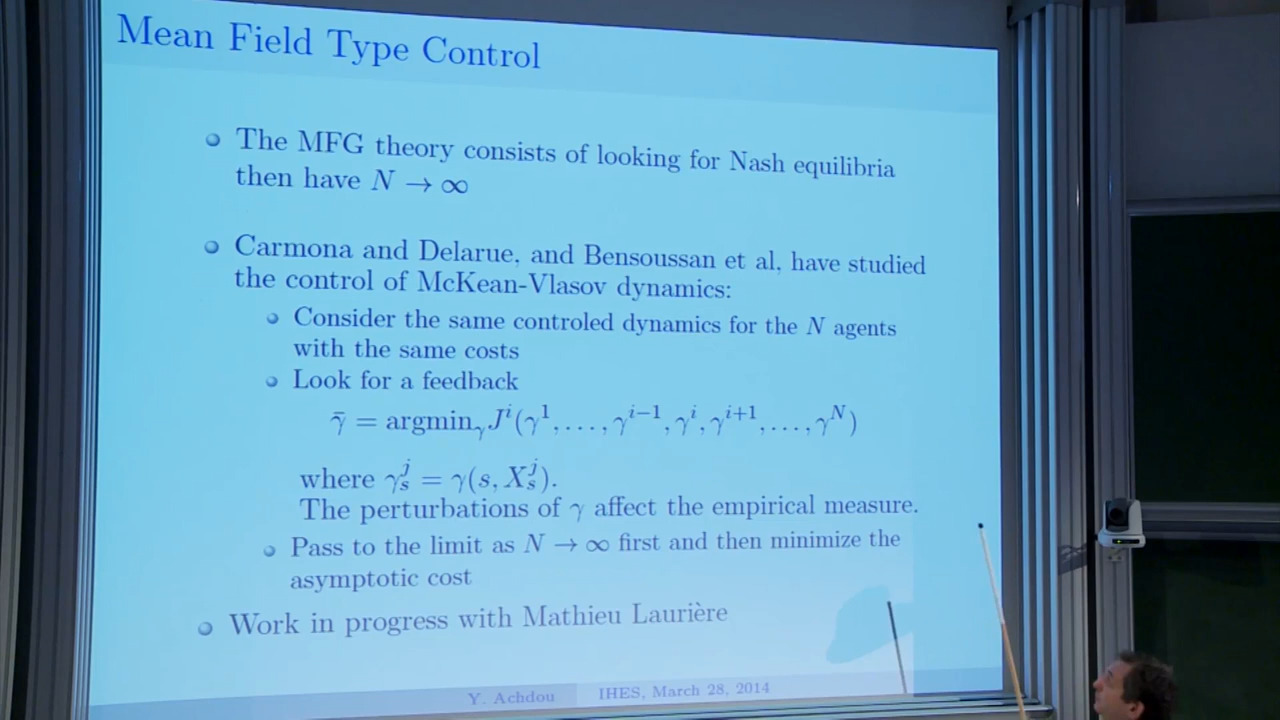 Mean Field Type Control
The MFG theory consists of looking for Nash equilibria
then have N → ∞
Carmona and Delarue, and Bensoussan et al, have studied
the control of McKean-Vlasov dynamics:
Consider the same controled dynamics for the N agents
with the same costs
Look for a feedback
γ̄ = argmin_γ J^i(γ^1, . . . , γ^{i−1}, γ^i, γ^{i+1}, . . . , γ^N)
where γ_s^j = γ(s, X_s^j).
The perturbations of γ affect the empirical measure.
Pass to the limit as N → ∞ first and then minimize the
asymptotic cost
Work in progress with Mathieu Laurière
Y. Achdou IHES, March 28, 2014